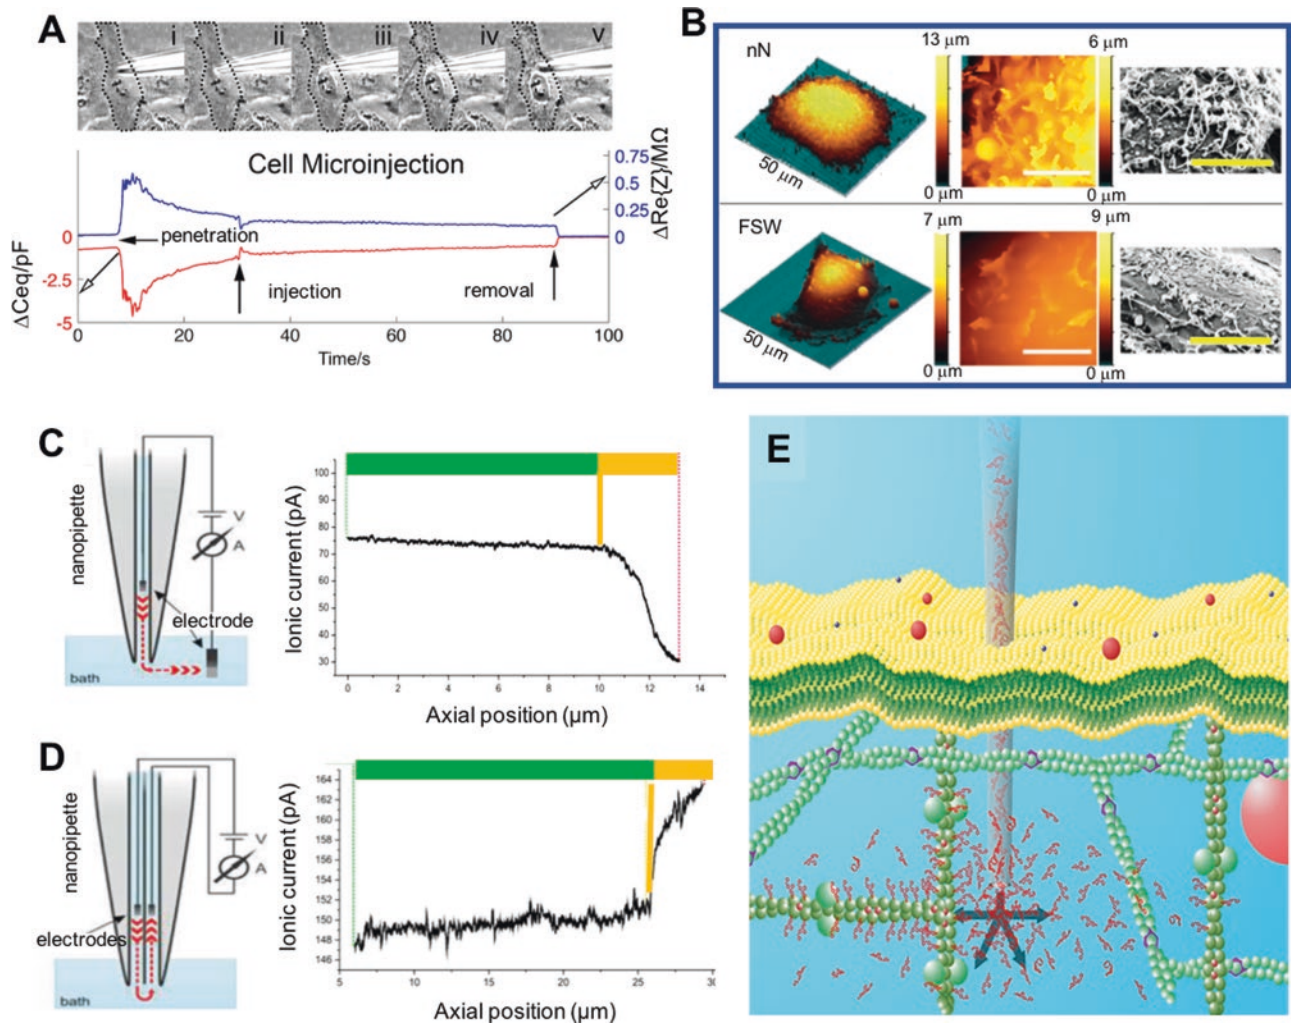 A
i ii iii iv v
Cell Microinjection
0.75
0.5
0.25
0
ΔRe{Z}/MΩ
0
-2.5
-5
ΔCeq/pF
penetration
injection
removal
0 20 40 60 80 100
Time/s
B
nN
50 µm
13 µm
0 µm
6 µm
0 µm
FSW
50 µm
7 µm
0 µm
9 µm
0 µm
C
nanopipette
V
A
electrode
bath
Ionic current (pA)
100
90
80
70
60
50
40
30
0 2 4 6 8 10 12 14
Axial position (µm)
D
nanopipette
V
A
electrodes
bath
Ionic current (pA)
164
162
160
158
156
154
152
150
148
146
5 10 15 20 25 30
Axial position (µm)
E